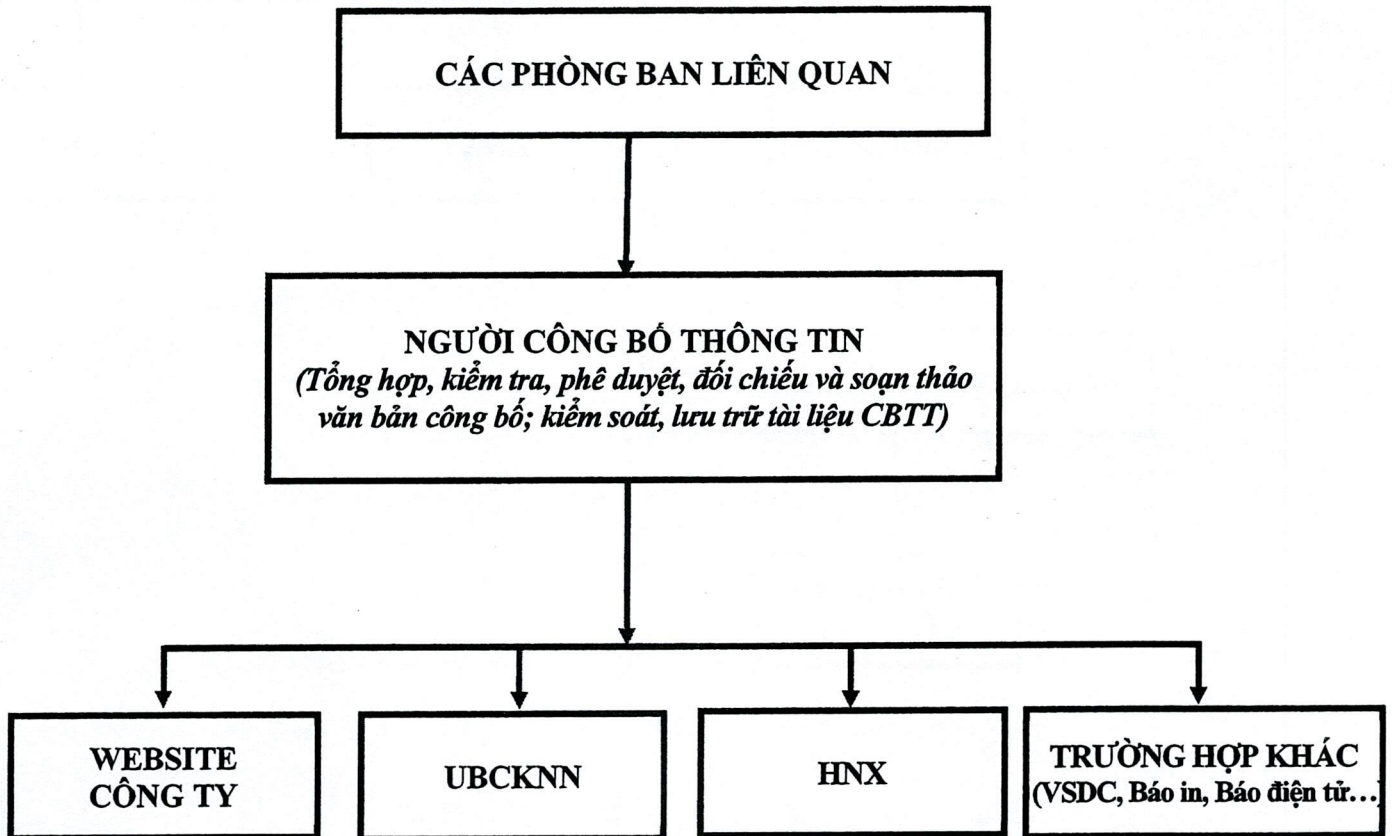 CÁC PHÒNG BAN LIÊN QUAN
NGƯỜI CÔNG BỐ THÔNG TIN
(Tổng hợp, kiểm tra, phê duyệt, đối chiếu và soạn thảo
văn bản công bố; kiểm soát, lưu trữ tài liệu CBTT)
WEBSITE
CÔNG TY
UBCKNN
HNX
TRƯỜNG HỢP KHÁC
(VSDC, Báo in, Báo điện tử…)